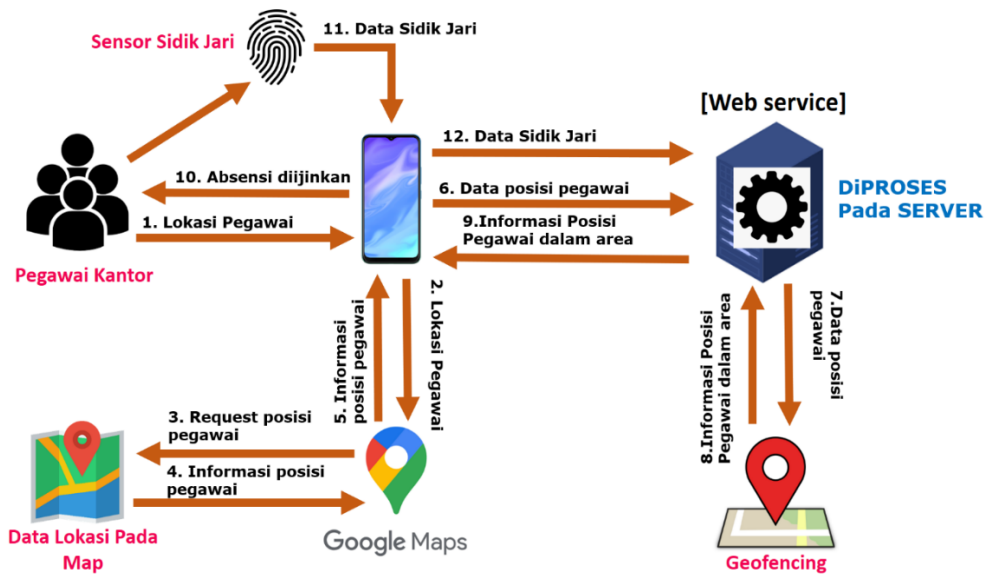 Sensor Sidik Jari
11. Data Sidik Jari
[Web service]
12. Data Sidik Jari
10. Absensi diijinkan
6. Data posisi pegawai
DiPROSES
Pada SERVER
1. Lokasi Pegawai
9.Informasi Posisi
Pegawai dalam area
Pegawai Kantor
5. Informasi
posisi pegawai
2. Lokasi Pegawai
8.Informasi Posisi
Pegawai dalam area
7.Data posisi
pegawai
3. Request posisi
pegawai
4. Informasi posisi
pegawai
Data Lokasi Pada
Map
Google Maps
Geofencing